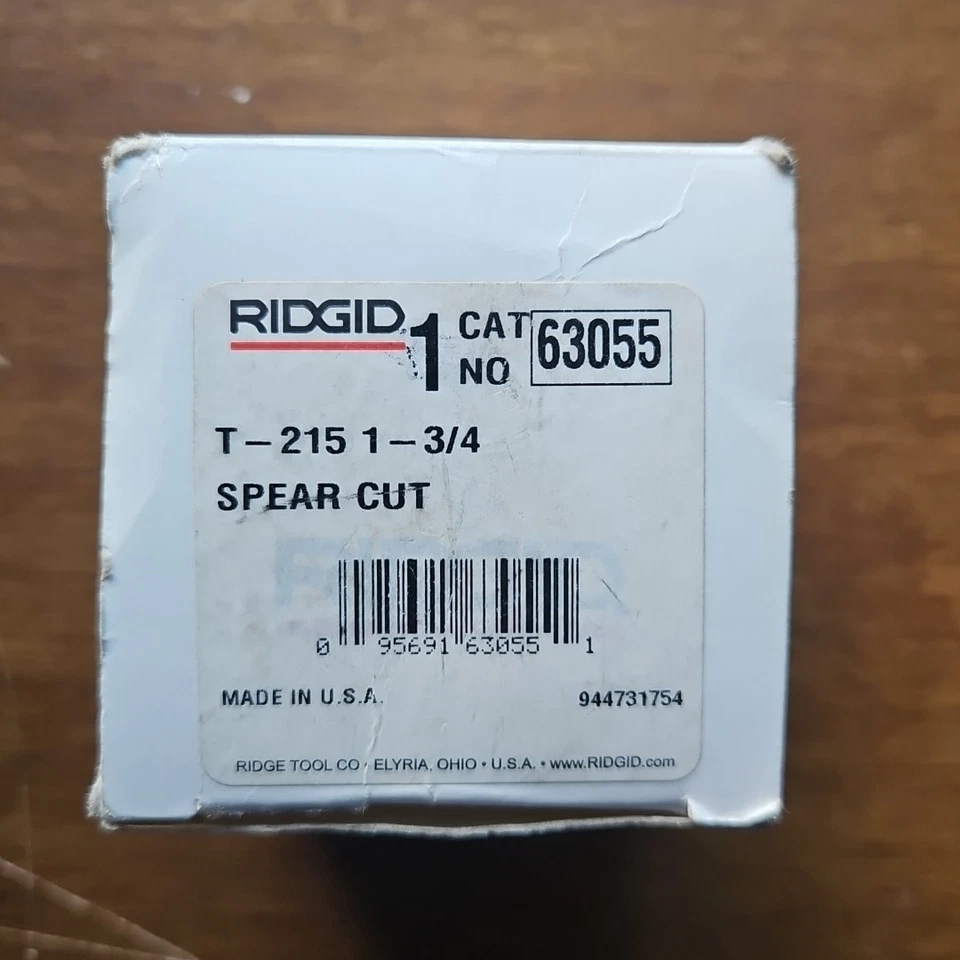 RIDGID 1 CAT NO 63055
T-215 1-3/4
SPEAR CUT
0 95691 63055 1
MADE IN U.S.A. 944731754
RIDGE TOOL CO • ELYRIA, OHIO • U.S.A. • www.RIDGID.com